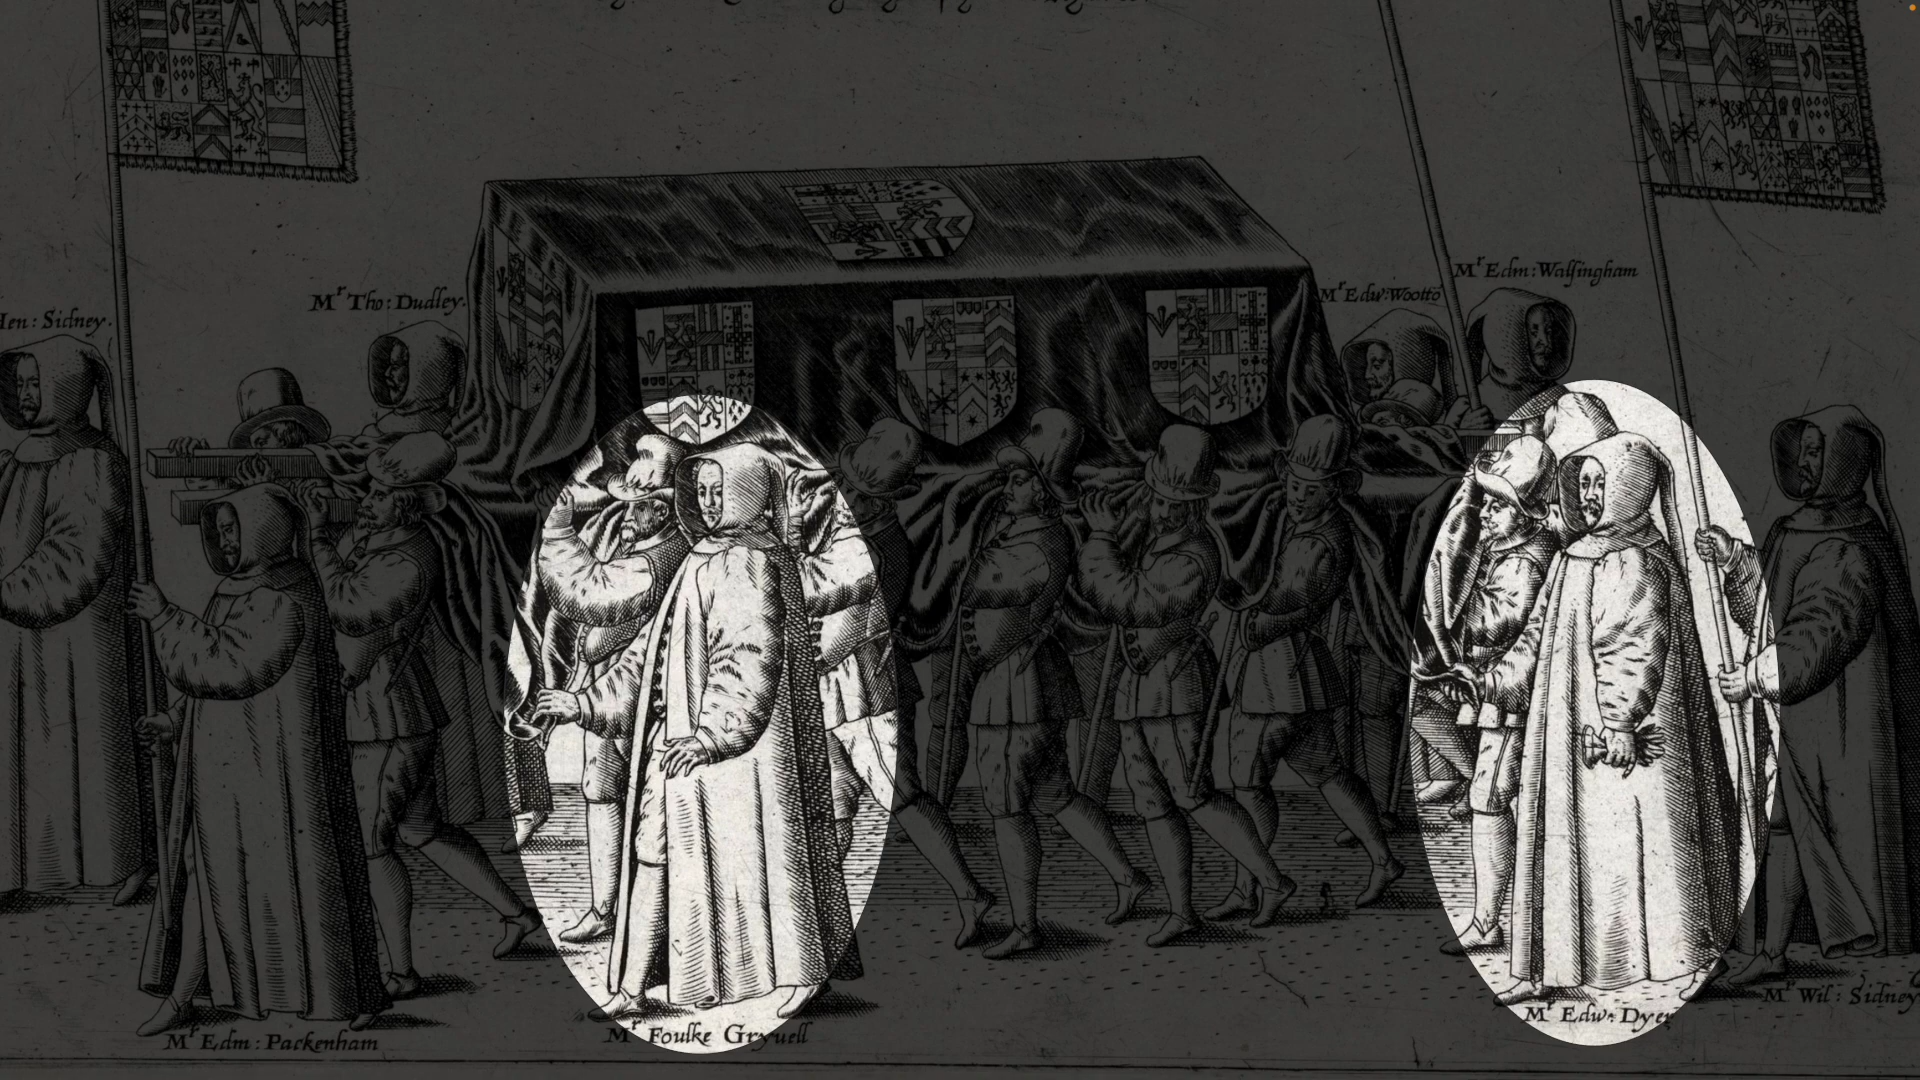 Hen: Sidney.
Mr Tho: Dudley.
Mr Edw: Wootto
Mr Edm: Walsingham
Mr Edm: Packenham
Mr Foulke Gryuell
Mr Edw: Dyer
Mr Wil: Sidney